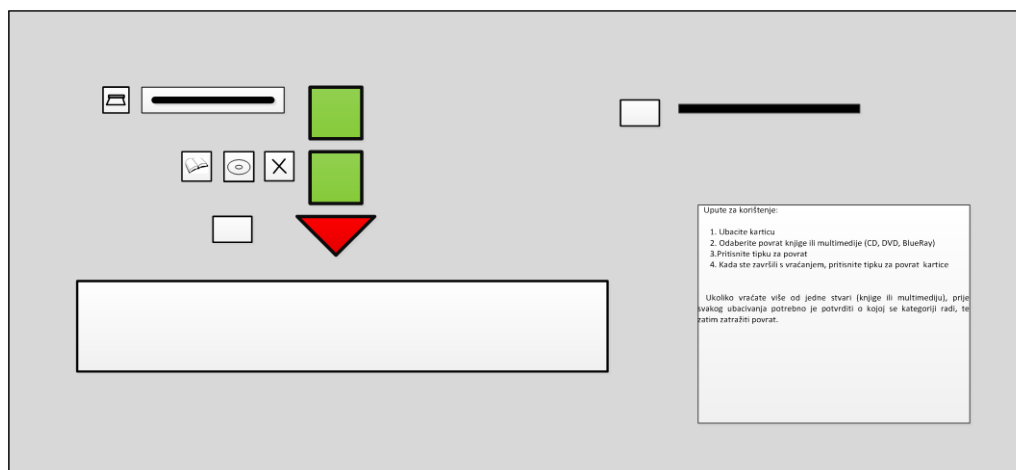 Upute za korištenje:
1. Ubacite karticu
2. Odaberite povrat knjige ili multimedije (CD, DVD, BlueRay)
3.Pritisnite tipku za povrat
4. Kada ste završili s vraćanjem, pritisnite tipku za povrat kartice
Ukoliko vraćate više od jedne stvari (knjige ili multimediju), prije
svakog ubacivanja potrebno je potvrditi o kojoj se kategoriji radi, te
zatim zatražiti povrat.